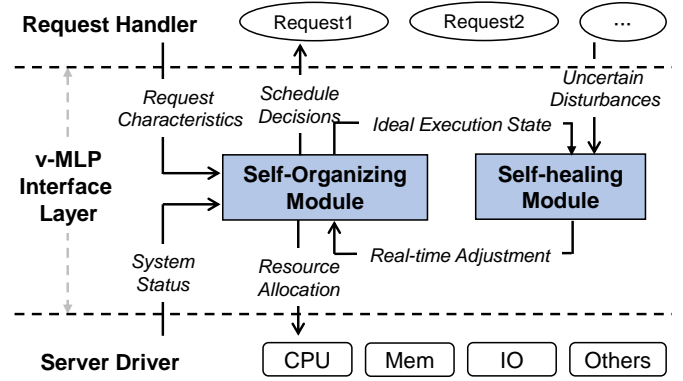 Request Handler
Request1
Request2
...
Request
Characteristics
Schedule
Decisions
Uncertain
Disturbances
Ideal Execution State
v-MLP
Interface
Layer
Self-Organizing
Module
Self-healing
Module
System
Status
Resource
Allocation
Real-time Adjustment
Server Driver
CPU
Mem
IO
Others